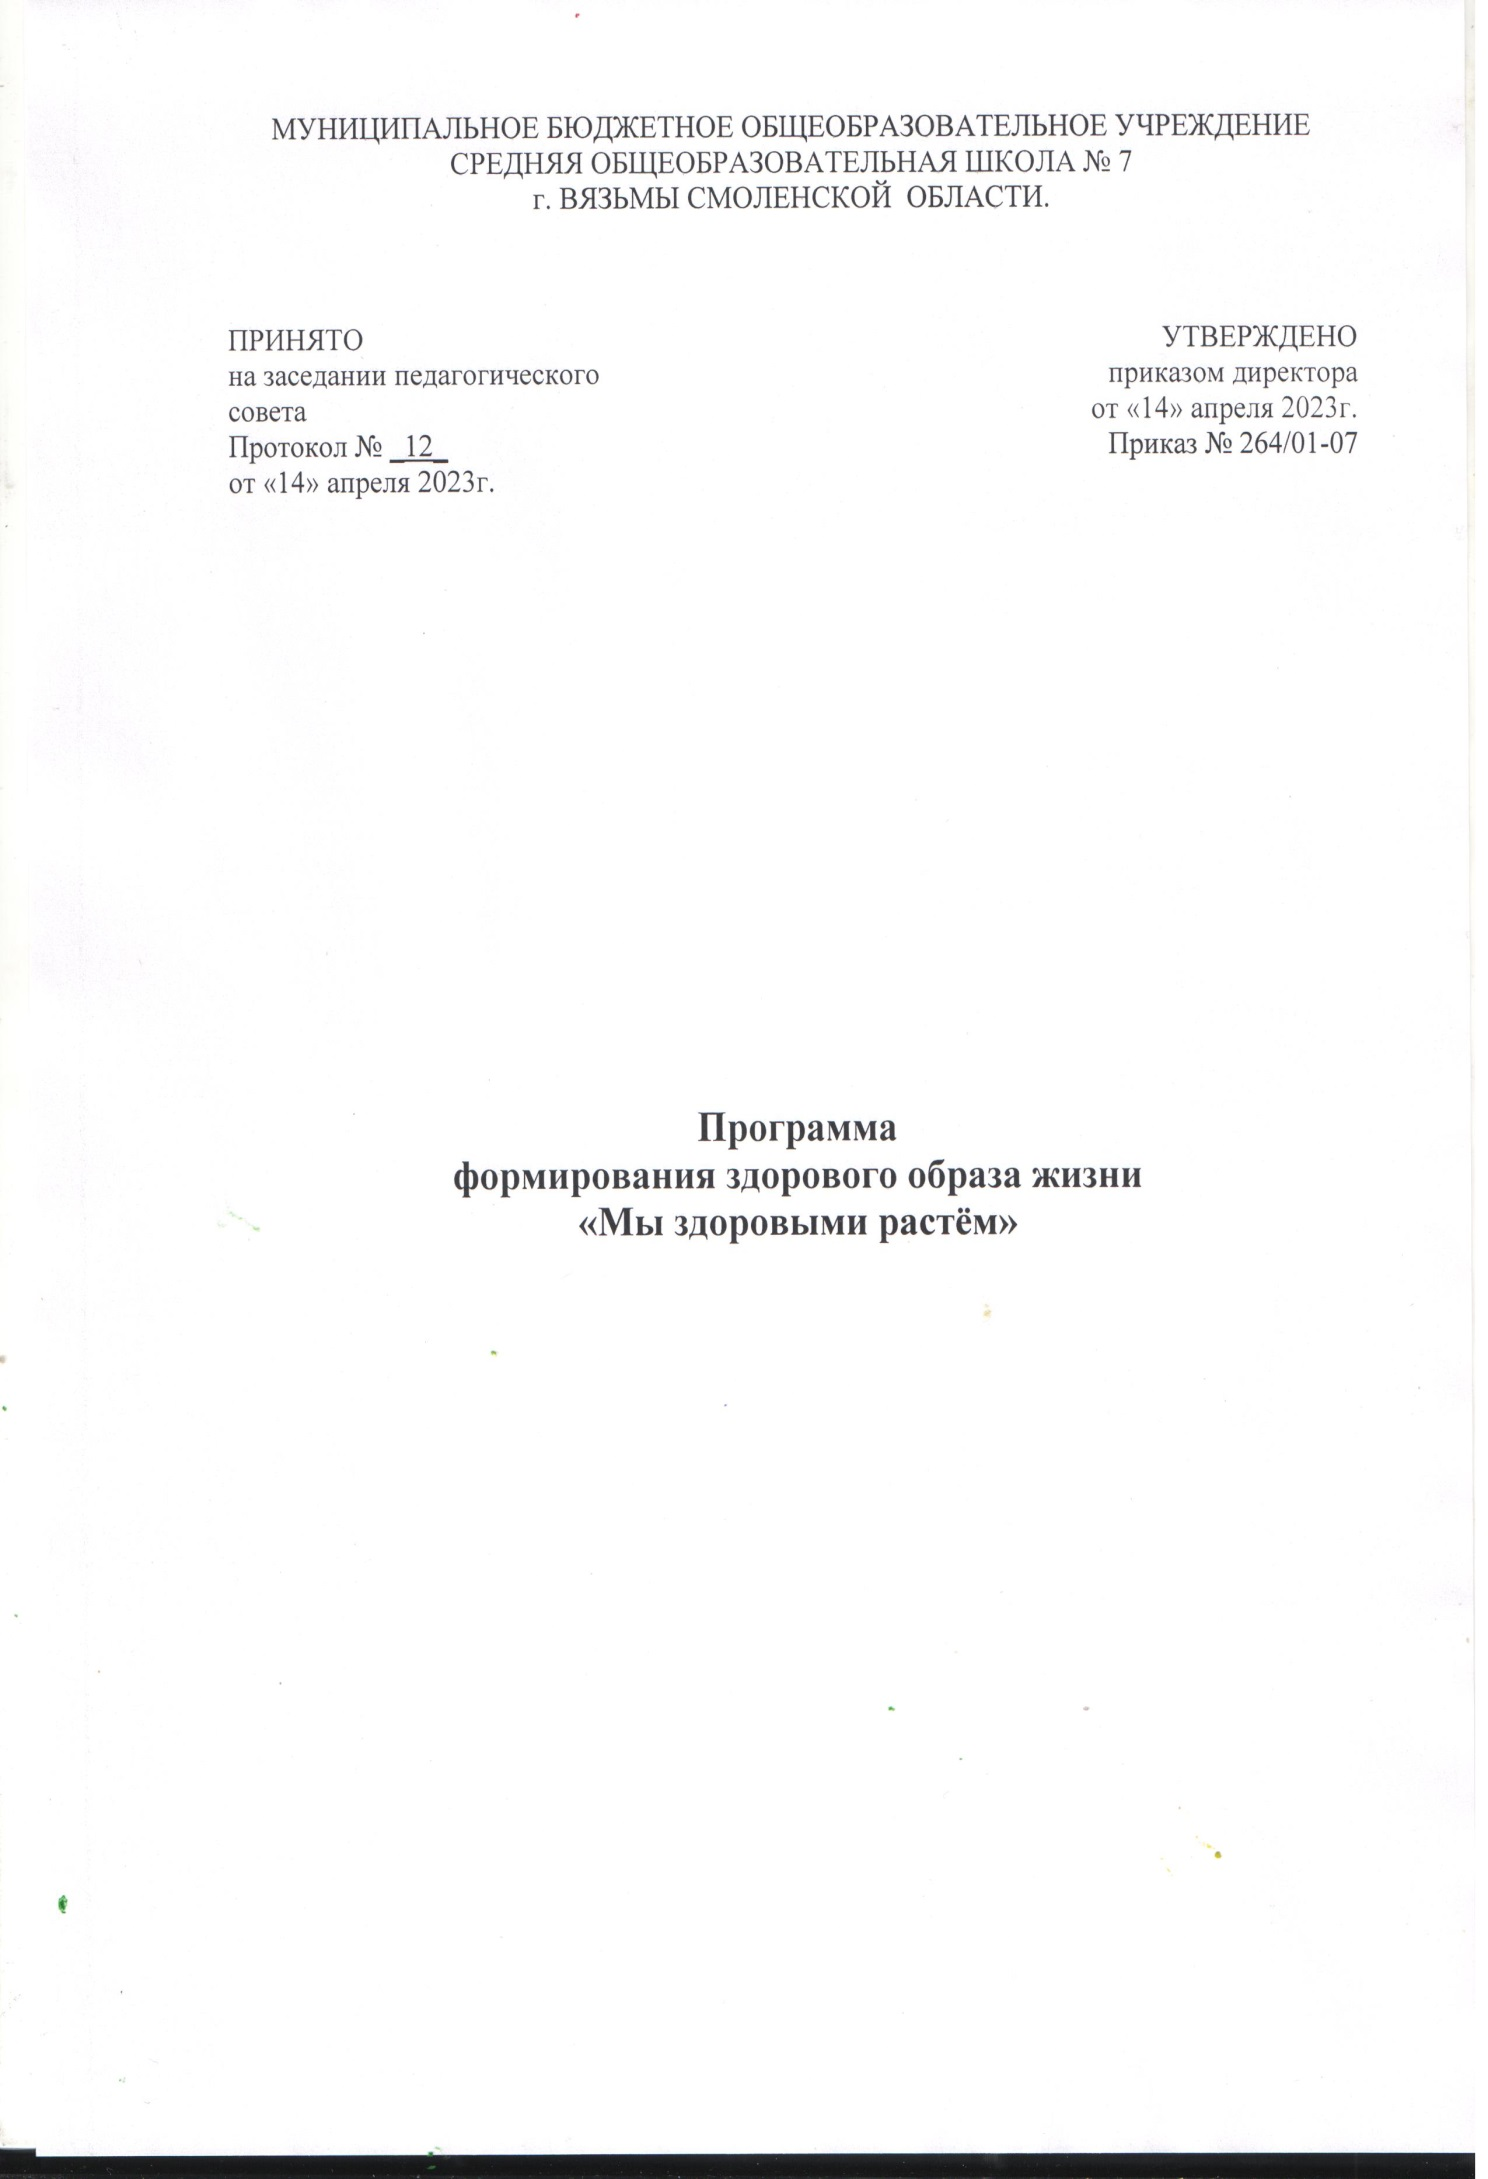 МУНИЦИПАЛЬНОЕ БЮДЖЕТНОЕ ОБЩЕОБРАЗОВАТЕЛЬНОЕ УЧРЕЖДЕНИЕ
СРЕДНЯЯ ОБЩЕОБРАЗОВАТЕЛЬНАЯ ШКОЛА № 7
г. ВЯЗЬМЫ СМОЛЕНСКОЙ ОБЛАСТИ.
ПРИНЯТО
на заседании педагогического
совета
Протокол № _12_
от «14» апреля 2023г.
УТВЕРЖДЕНО
приказом директора
от «14» апреля 2023г.
Приказ № 264/01-07
Программа
формирования здорового образа жизни
«Мы здоровыми растём»